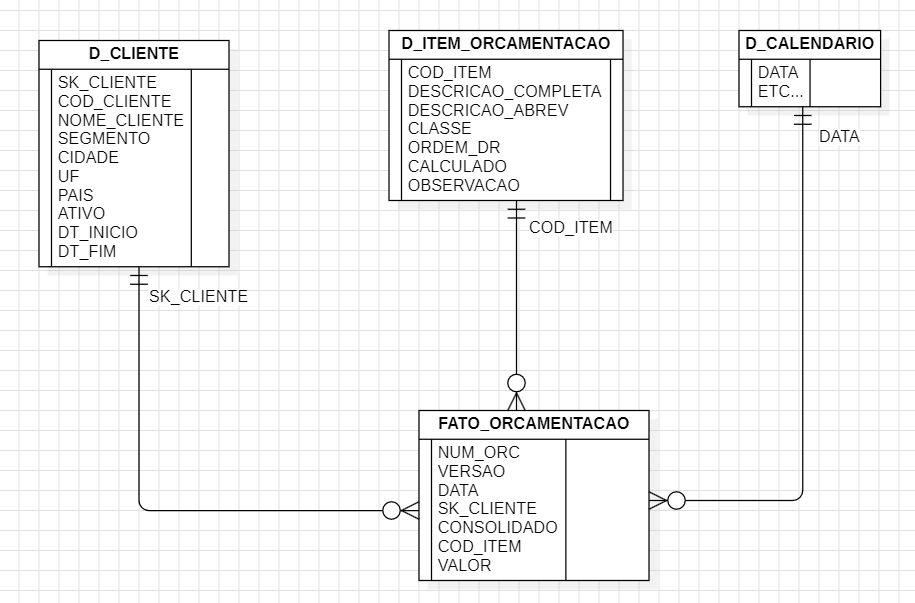 D_CLIENTE
SK_CLIENTE
COD_CLIENTE
NOME_CLIENTE
SEGMENTO
CIDADE
UF
PAIS
ATIVO
DT_INICIO
DT_FIM
SK_CLIENTE
D_ITEM_ORCAMENTACAO
COD_ITEM
DESCRICAO_COMPLETA
DESCRICAO_ABREV
CLASSE
ORDEM_DR
CALCULADO
OBSERVACAO
COD_ITEM
D_CALENDARIO
DATA
ETC...
DATA
FATO_ORCAMENTACAO
NUM_ORC
VERSAO
DATA
SK_CLIENTE
CONSOLIDADO
COD_ITEM
VALOR